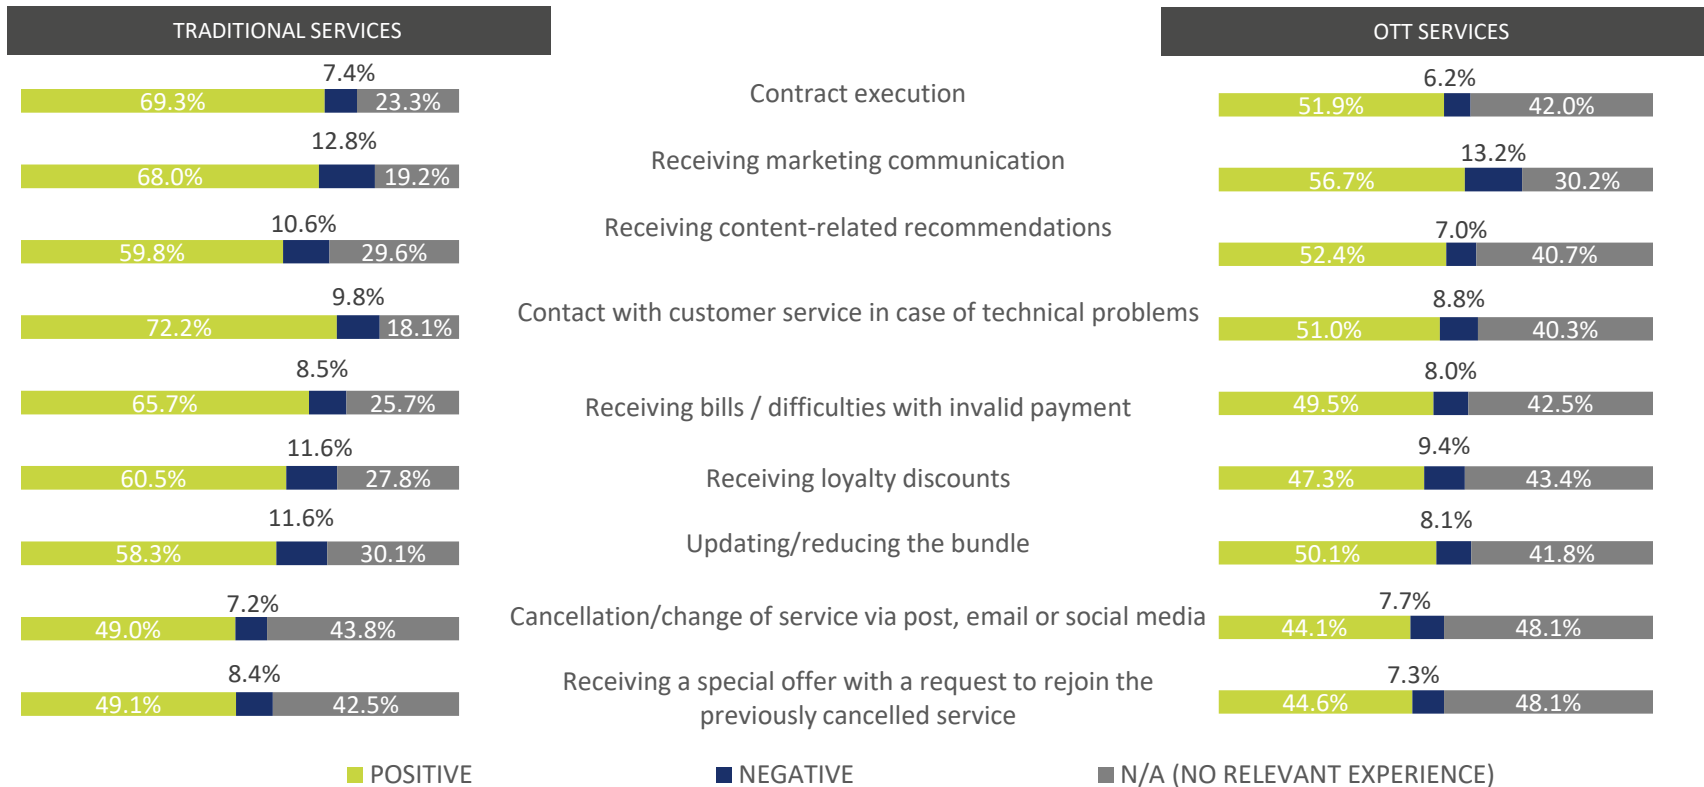 TRADITIONAL SERVICES
OTT SERVICES
7.4%
69.3% 23.3%
Contract execution
6.2%
51.9% 42.0%
12.8%
68.0% 19.2%
Receiving marketing communication
13.2%
56.7% 30.2%
10.6%
59.8% 29.6%
Receiving content-related recommendations
7.0%
52.4% 40.7%
9.8%
72.2% 18.1%
Contact with customer service in case of technical problems
8.8%
51.0% 40.3%
8.5%
65.7% 25.7%
Receiving bills / difficulties with invalid payment
8.0%
49.5% 42.5%
11.6%
60.5% 27.8%
Receiving loyalty discounts
9.4%
47.3% 43.4%
11.6%
58.3% 30.1%
Updating/reducing the bundle
8.1%
50.1% 41.8%
7.2%
49.0% 43.8%
Cancellation/change of service via post, email or social media
7.7%
44.1% 48.1%
8.4%
49.1% 42.5%
Receiving a special offer with a request to rejoin the
previously cancelled service
7.3%
44.6% 48.1%
POSITIVE
NEGATIVE
N/A (NO RELEVANT EXPERIENCE)